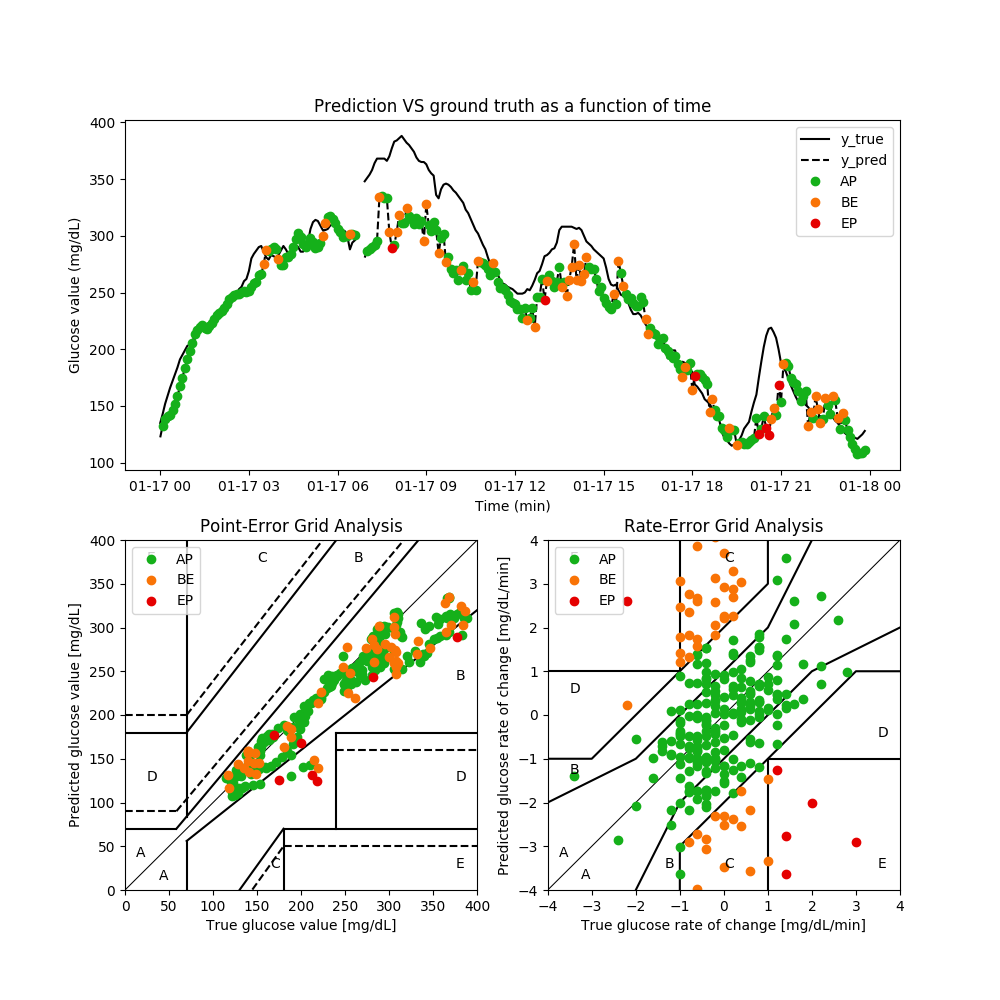 Prediction VS ground truth as a function of time
Glucose value (mg/dL)
400
350
300
250
200
150
100
y_true
y_pred
AP
BE
EP
01-17 00 01-17 03 01-17 06 01-17 09 01-17 12 01-17 15 01-17 18 01-17 21 01-18 00
Time (min)
Point-Error Grid Analysis
Predicted glucose value [mg/dL]
400
350
300
250
200
150
100
50
0
AP
BE
EP
C
B
B
D
D
A
A
C
E
0 50 100 150 200 250 300 350 400
True glucose value [mg/dL]
Rate-Error Grid Analysis
Predicted glucose rate of change [mg/dL/min]
4
3
2
1
0
−1
−2
−3
−4
AP
BE
EP
C
D
D
B
A
A
B
C
E
−4 −3 −2 −1 0 1 2 3 4
True glucose rate of change [mg/dL/min]